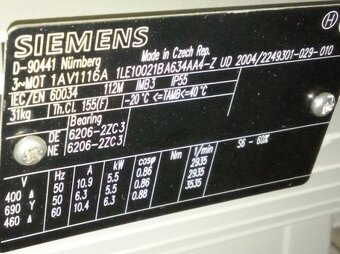 SIEMENS
D-90441 Nürnberg Made in Czech Rep.
3~MOT 1AV1116A 1LE10021BA634AA4-Z UD 2004/2249301-029-010
IEC/EN 60034 112M IMB3 IP55
31kg Th.Cl. 155(F) -20°C <=TAMB<=40°C
Bearing
DE 6206-2ZC3
NE 6206-2ZC3
V Hz A kW cosφ Nm 1/min S6 - 60%
400 Δ 50 10.9 5.5 0.86 2935
690 Y 50 6.3 5.5 0.86 2935
460 Δ 60 10.4 6.3 0.88 3535